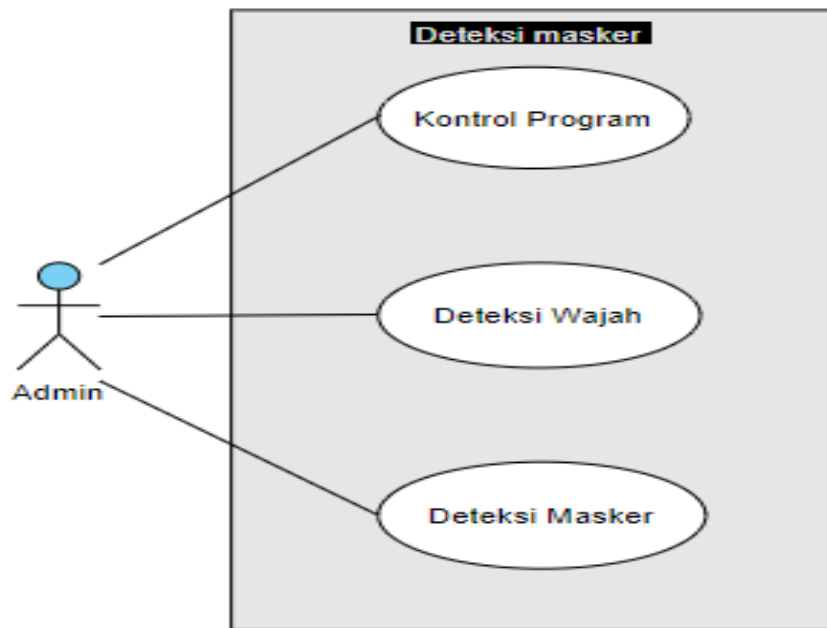 Deteksi masker
Kontrol Program
Deteksi Wajah
Admin
Deteksi Masker